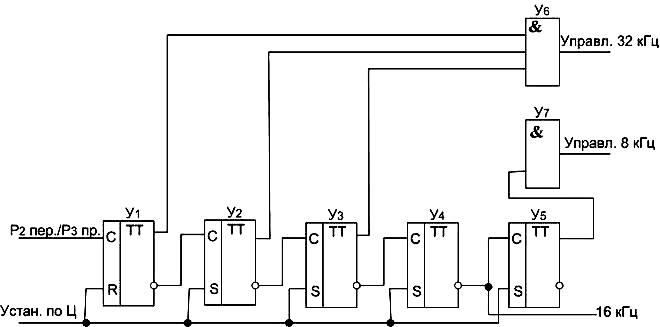 У6
&
Управл. 32 кГц
У7
&
Управл. 8 кГц
У1
У2
У3
У4
У5
Р2 пер./Р3 пр.
C
TT
C
TT
C
TT
C
TT
C
TT
R
S
S
S
S
Устан. по Ц
16 кГц